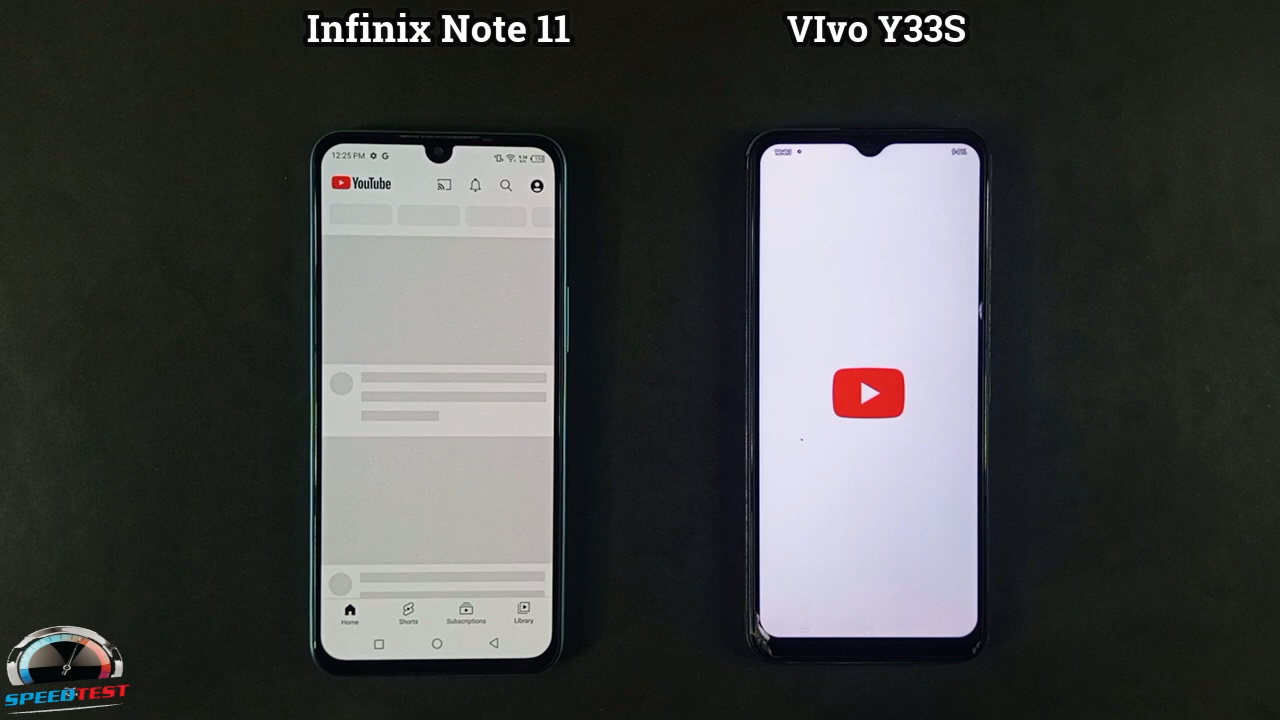 Infinix Note 11
VIvo Y33S
12:25 PM
YouTube
Home
Shorts
Subscriptions
Library
SPEED TEST